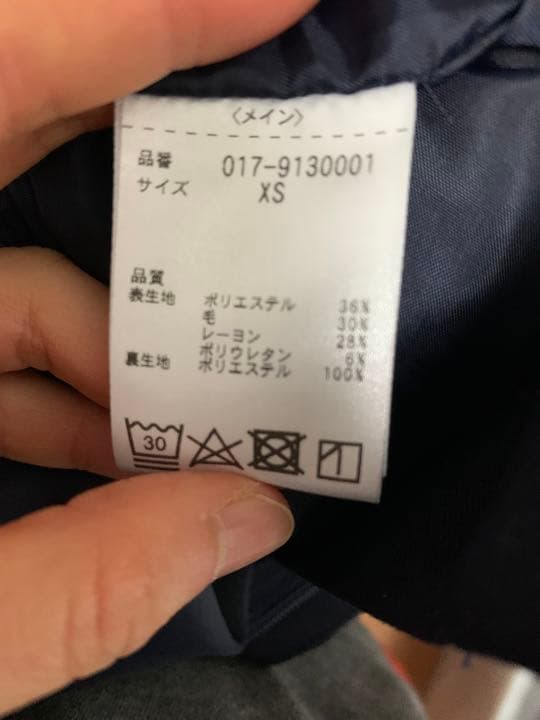 〈メイン〉
品番 017-9130001
サイズ XS
品質
表生地 ポリエステル 36%
毛 30%
レーヨン 28%
ポリウレタン 6%
裏生地 ポリエステル 100%
30